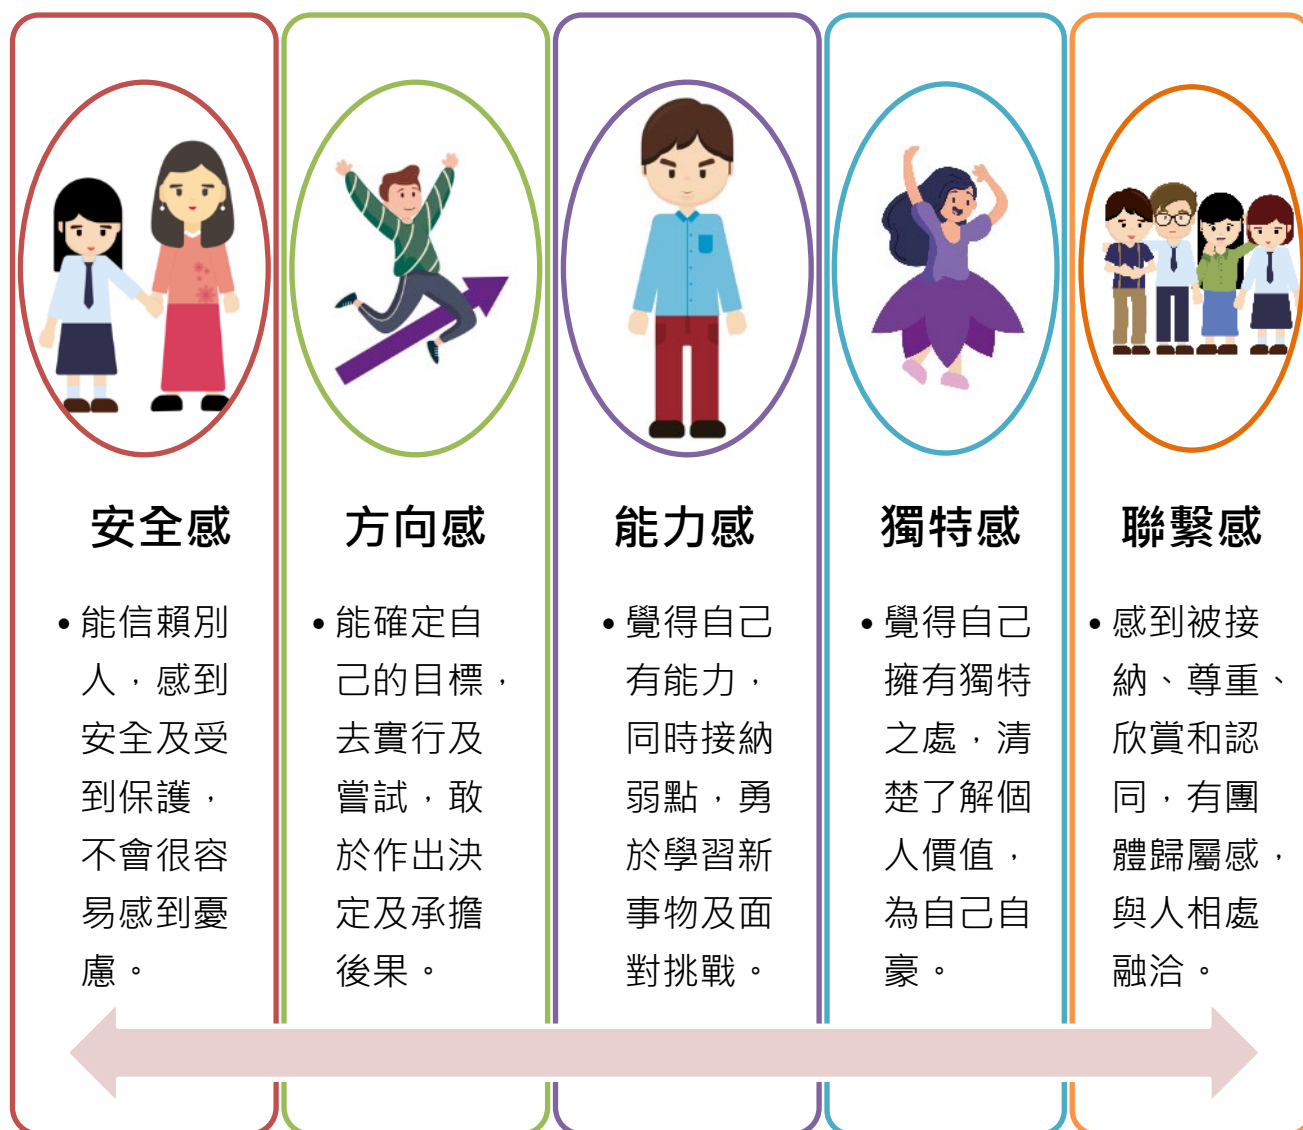 安全感
能信賴別
人，感到
安全及受
到保護，
不會很容
易感到憂
慮。
方向感
能確定自
己的目標，
去實行及
嘗試，敢
於作出決
定及承擔
後果。
能力感
覺得自己
有能力，
同時接納
弱點，勇
於學習新
事物及面
對挑戰。
獨特感
覺得自己
擁有獨特
之處，清
楚了解個
人價值，
為自己自
豪。
聯繫感
感到被接
納、尊重、
欣賞和認
同，有團
體歸屬感，
與人相處
融洽。